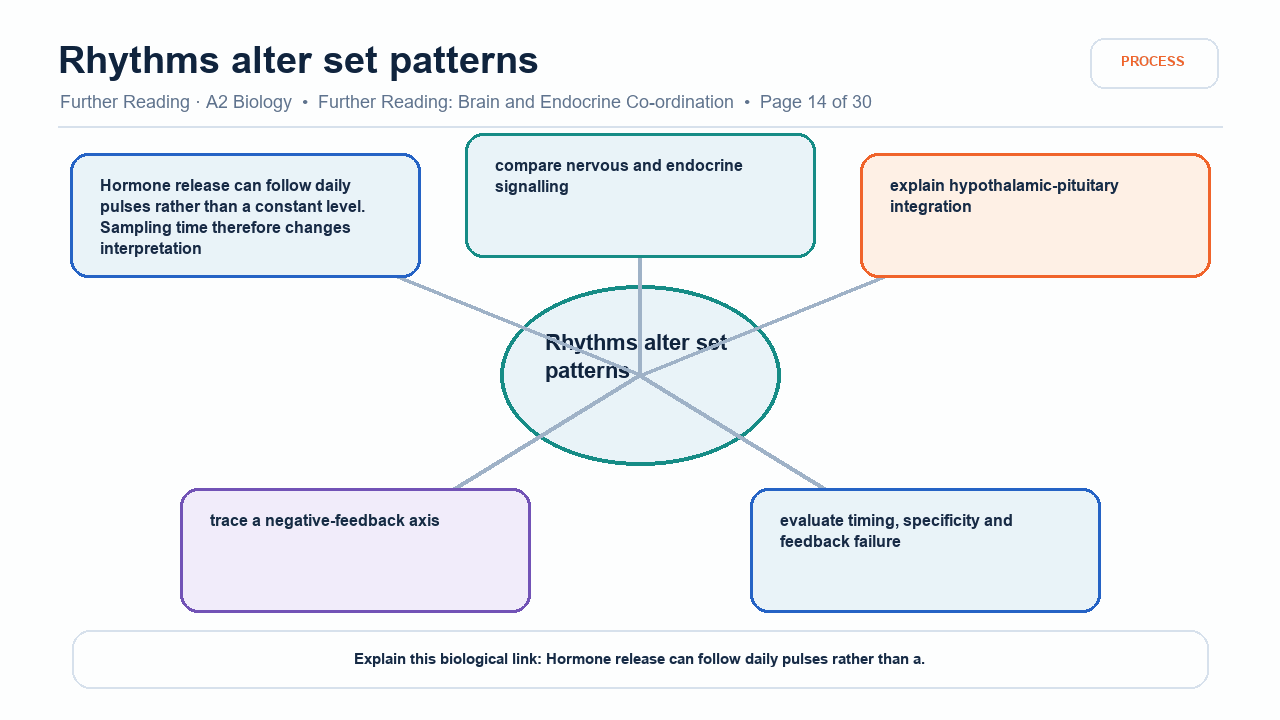 Rhythms alter set patterns
PROCESS
Further Reading · A2 Biology • Further Reading: Brain and Endocrine Co-ordination • Page 14 of 30
Hormone release can follow daily
pulses rather than a constant level.
Sampling time therefore changes
interpretation
compare nervous and endocrine
signalling
explain hypothalamic-pituitary
integration
Rhythms alter set
patterns
trace a negative-feedback axis
evaluate timing, specificity and
feedback failure
Explain this biological link: Hormone release can follow daily pulses rather than a.